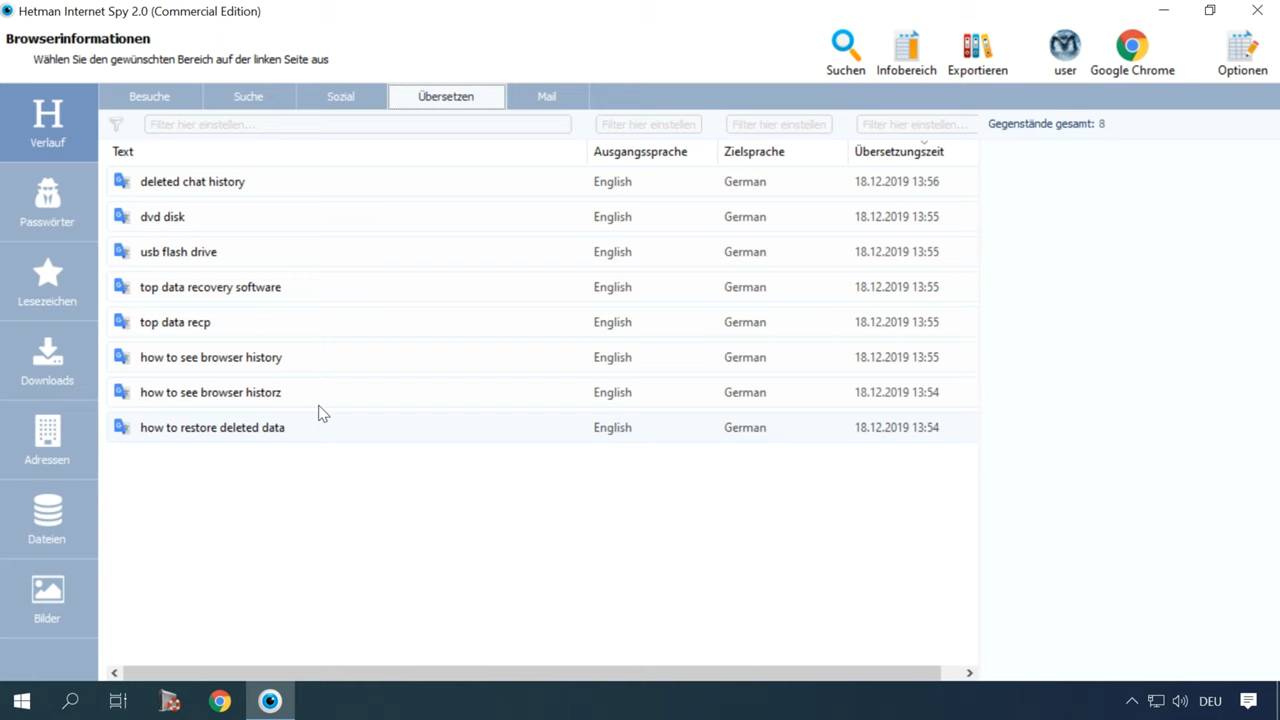 Hetman Internet Spy 2.0 (Commercial Edition)
Browserinformationen
Wählen Sie den gewünschten Bereich auf der linken Seite aus
Suchen Infobereich Exportieren user Google Chrome Optionen
H
Verlauf
Passwörter
Lesezeichen
Downloads
Adressen
Dateien
Bilder
Besuche Suche Sozial Übersetzen Mail
Filter hier einstellen... Filter hier einstellen Filter hier einstellen Filter hier einstellen... Gegenstände gesamt: 8
Text Ausgangssprache Zielsprache Übersetzungszeit
deleted chat history English German 18.12.2019 13:56
dvd disk English German 18.12.2019 13:55
usb flash drive English German 18.12.2019 13:55
top data recovery software English German 18.12.2019 13:55
top data recp English German 18.12.2019 13:55
how to see browser history English German 18.12.2019 13:55
how to see browser historz English German 18.12.2019 13:54
how to restore deleted data English German 18.12.2019 13:54
DEU